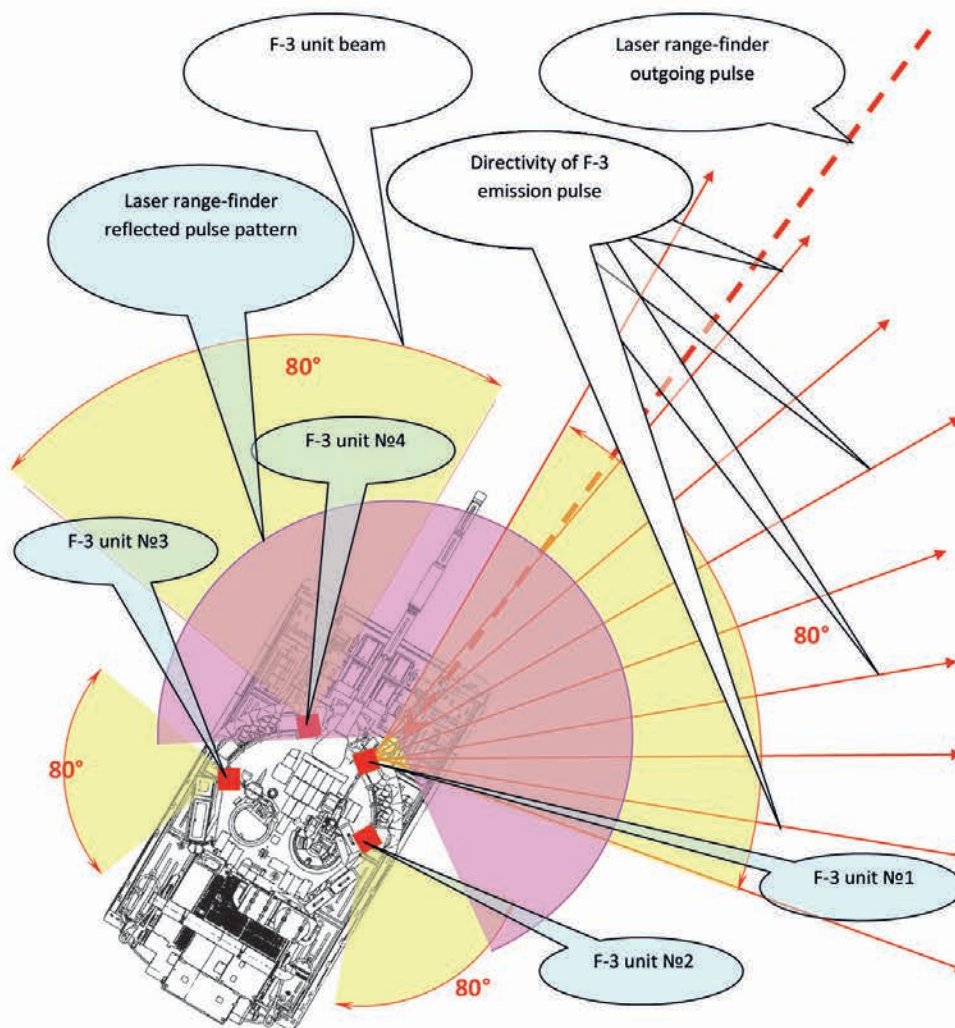 F-3 unit beam
Laser range-finder
outgoing pulse
Directivity of F-3
emission pulse
Laser range-finder
reflected pulse pattern
80°
F-3 unit №4
F-3 unit №3
80°
80°
F-3 unit №1
F-3 unit №2
80°